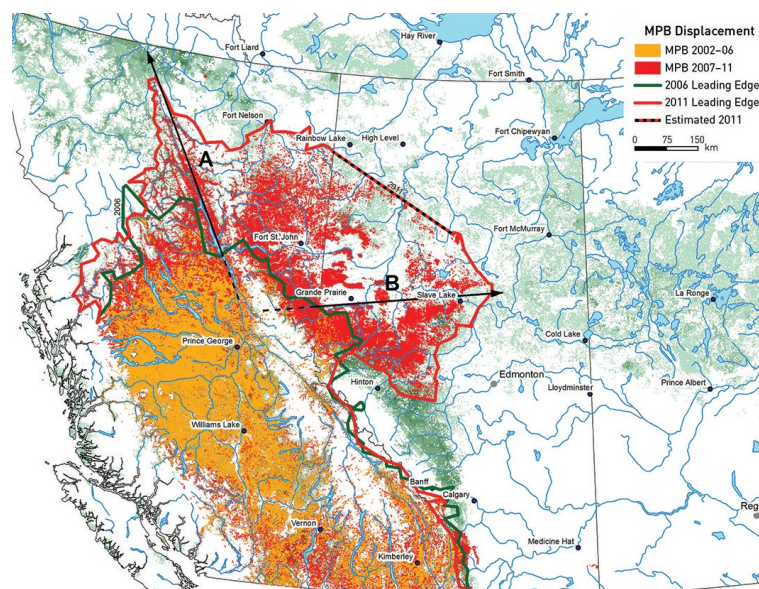 MPB Displacement
MPB 2002–06
MPB 2007–11
2006 Leading Edge
2011 Leading Edge
Estimated 2011
0 75 150
km
Hay River
Fort Liard
Fort Smith
Fort Nelson
Rainbow Lake
High Level
Fort Chipewyan
A
2011
2006
Fort St. John
Fort McMurray
B
Grande Prairie
Slave Lake
La Ronge
Prince George
Cold Lake
Edmonton
Hinton
Lloydminster
Prince Albert
Williams Lake
Banff
Calgary
Reg
Vernon
Medicine Hat
Kimberley